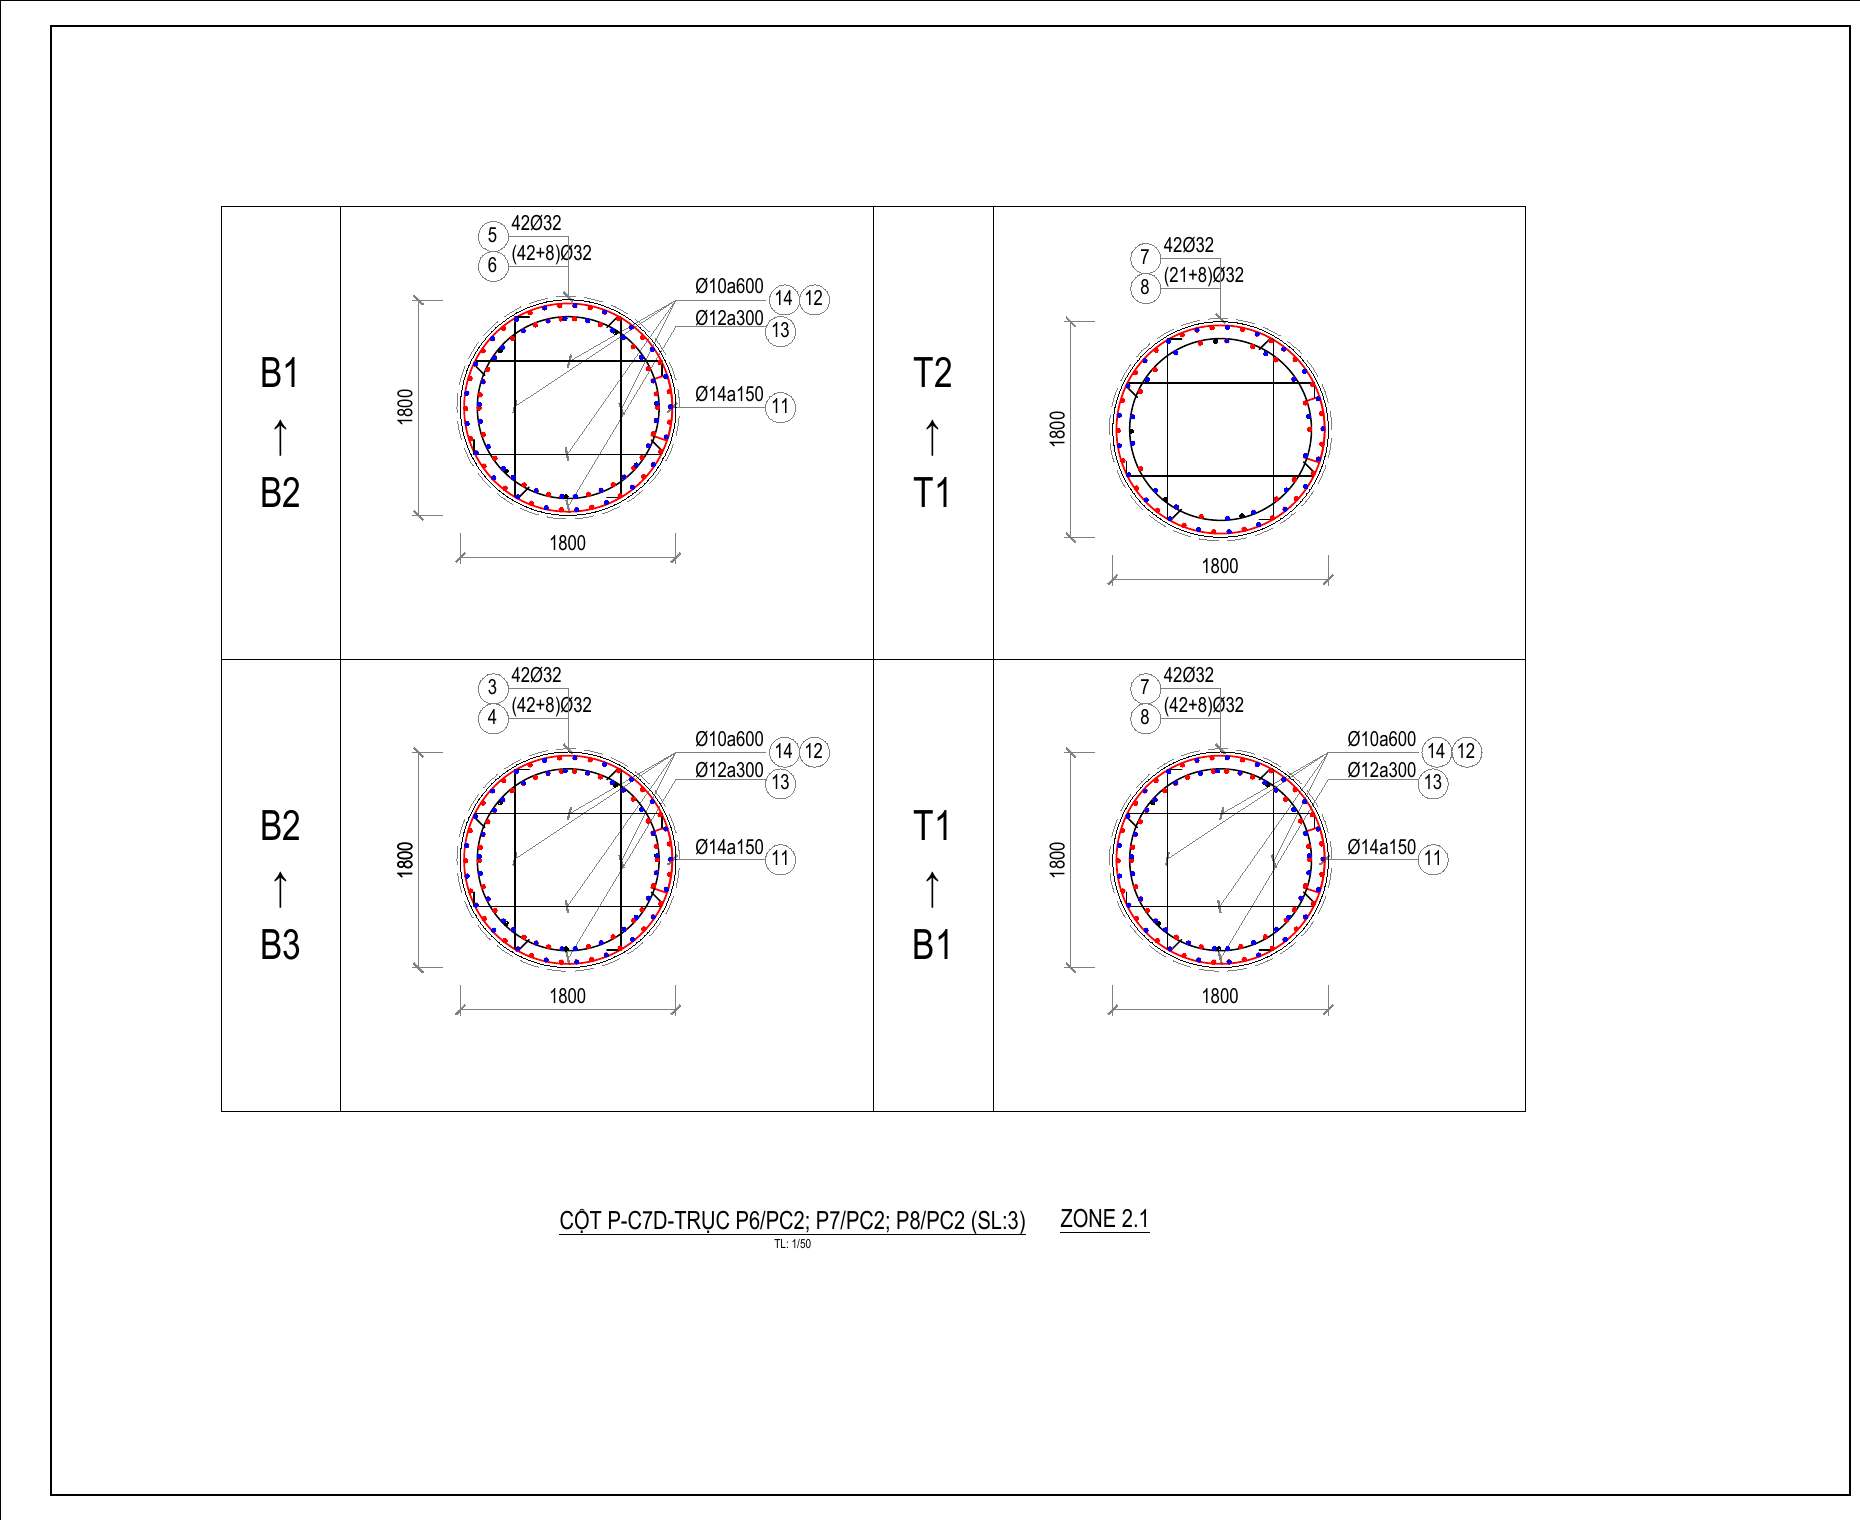 B1
↑
B2
5 42Ø32
6 (42+8)Ø32
Ø10a600 14 12
Ø12a300 13
Ø14a150 11
1800
1800
T2
↑
T1
7 42Ø32
8 (21+8)Ø32
1800
1800
B2
↑
B3
3 42Ø32
4 (42+8)Ø32
Ø10a600 14 12
Ø12a300 13
Ø14a150 11
1800
1800
T1
↑
B1
7 42Ø32
8 (42+8)Ø32
Ø10a600 14 12
Ø12a300 13
Ø14a150 11
1800
1800
CỘT P-C7D-TRỤC P6/PC2; P7/PC2; P8/PC2 (SL:3) ZONE 2.1
TL: 1/50